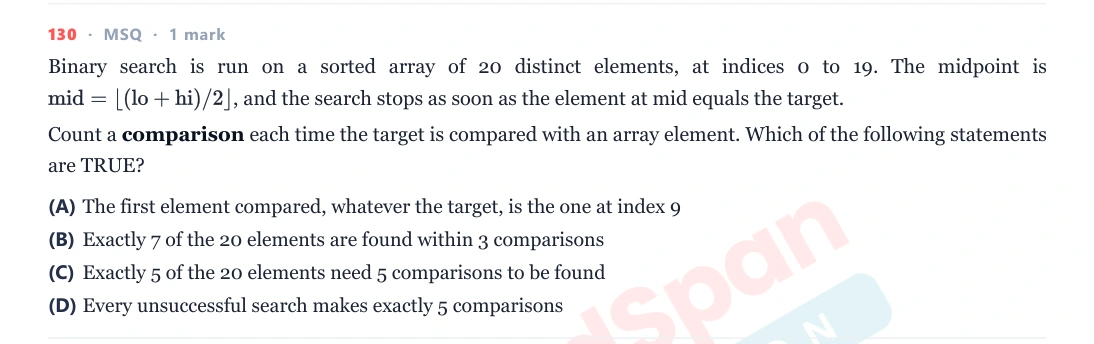 130 · MSQ · 1 mark
Binary search is run on a sorted array of 20 distinct elements, at indices 0 to 19. The midpoint is
mid = ⌊(lo + hi)/2⌋, and the search stops as soon as the element at mid equals the target.
Count a comparison each time the target is compared with an array element. Which of the following statements
are TRUE?
(A) The first element compared, whatever the target, is the one at index 9
(B) Exactly 7 of the 20 elements are found within 3 comparisons
(C) Exactly 5 of the 20 elements need 5 comparisons to be found
(D) Every unsuccessful search makes exactly 5 comparisons